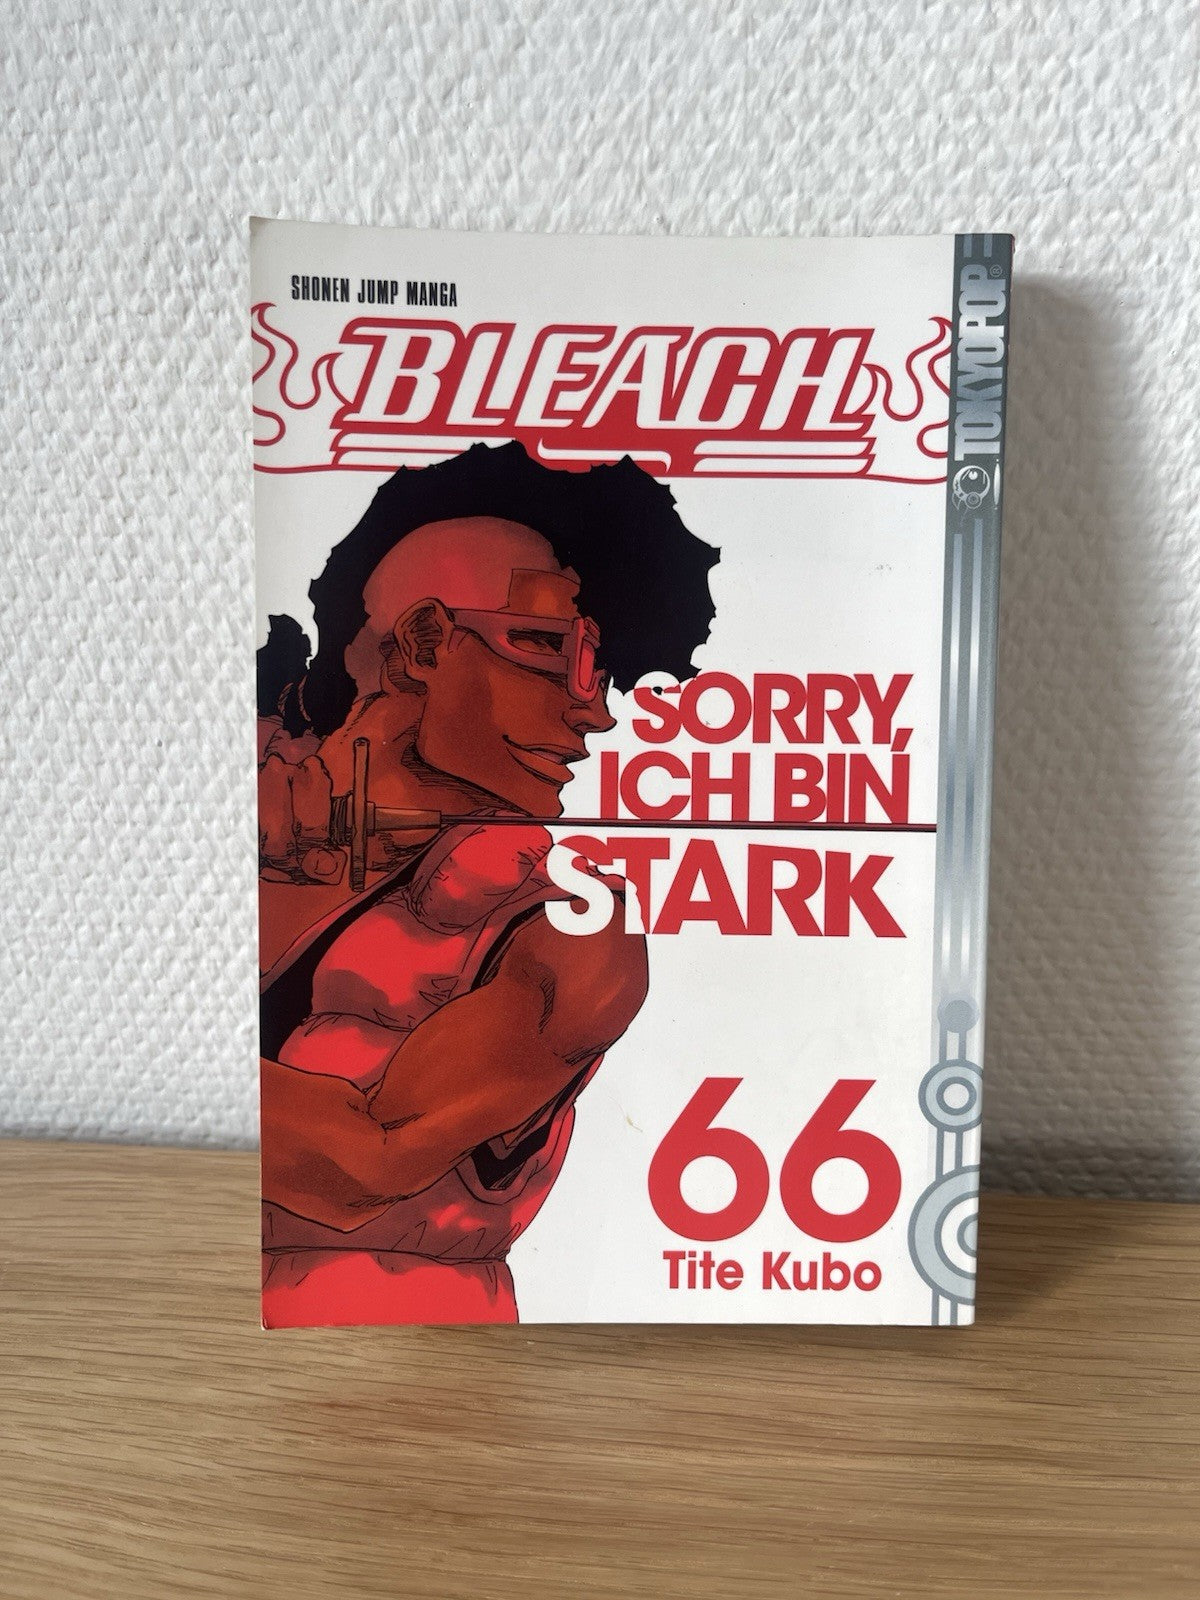 SHONEN JUMP MANGA
BLEACH
TOKYOPOP®
SORRY,
ICH BIN
STARK
66
Tite Kubo